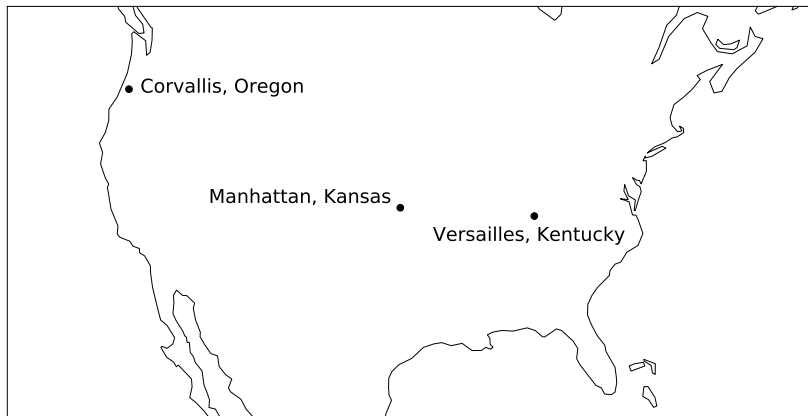 Corvallis, Oregon
Manhattan, Kansas
Versailles, Kentucky